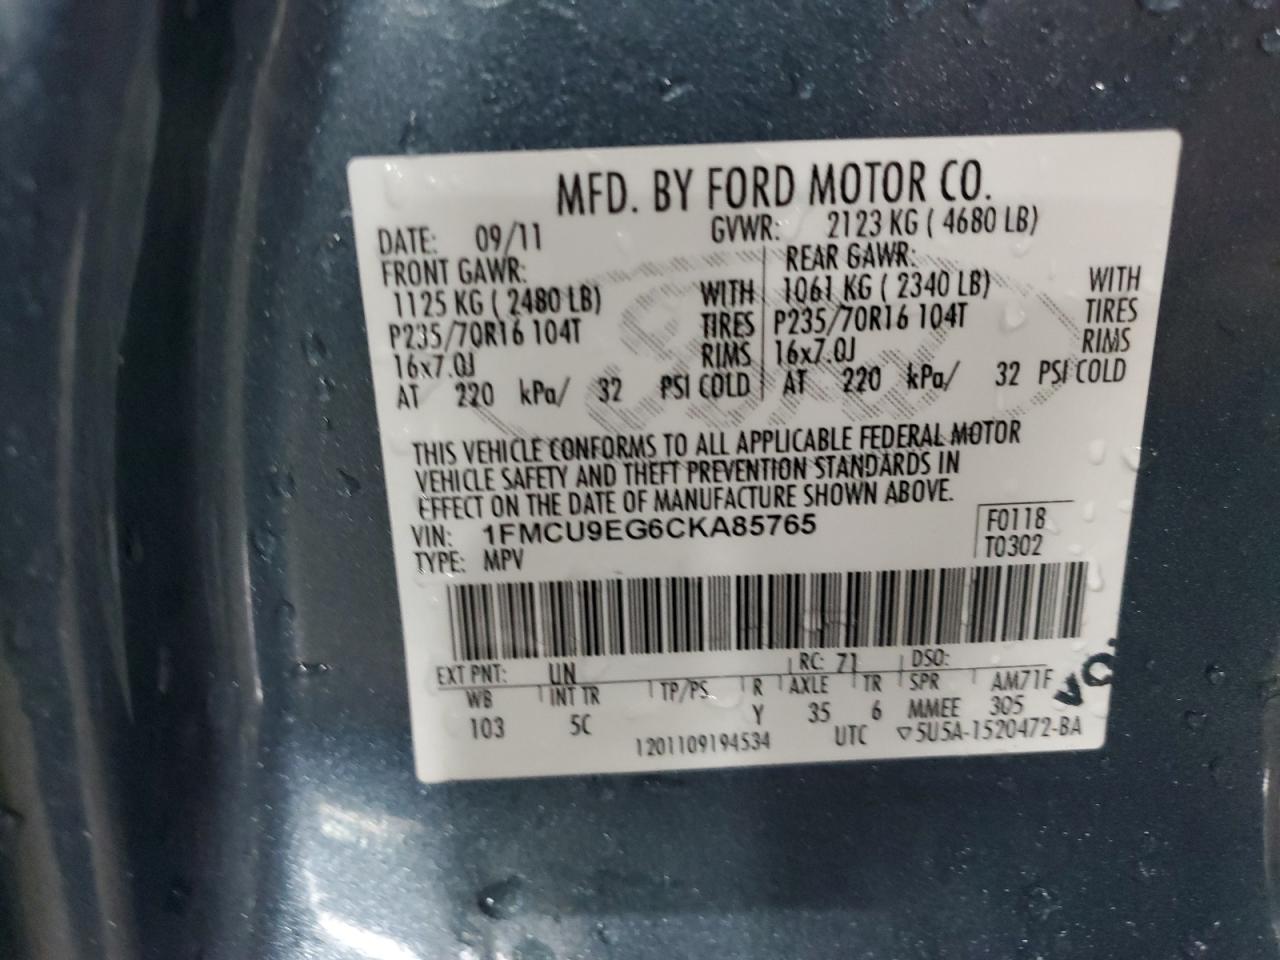 MFD. BY FORD MOTOR CO.
DATE: 09/11 GVWR: 2123 KG ( 4680 LB)
FRONT GAWR: REAR GAWR:
1125 KG ( 2480 LB) WITH 1061 KG ( 2340 LB) WITH
P235/70R16 104T TIRES P235/70R16 104T TIRES
16x7.0J RIMS 16x7.0J RIMS
AT 220 kPa/ 32 PSI COLD AT 220 kPa/ 32 PSI COLD
THIS VEHICLE CONFORMS TO ALL APPLICABLE FEDERAL MOTOR
VEHICLE SAFETY AND THEFT PREVENTION STANDARDS IN
EFFECT ON THE DATE OF MANUFACTURE SHOWN ABOVE.
VIN: 1FMCU9EG6CKA85765 F0118
TYPE: MPV T0302
EXT PNT: UN RC: 71 DSO:
WB INT TR TP/PS R AXLE TR SPR AM71F
103 5C Y 35 6 MMEE 305
1201109194534 UTC ▽5U5A-1520472-BA